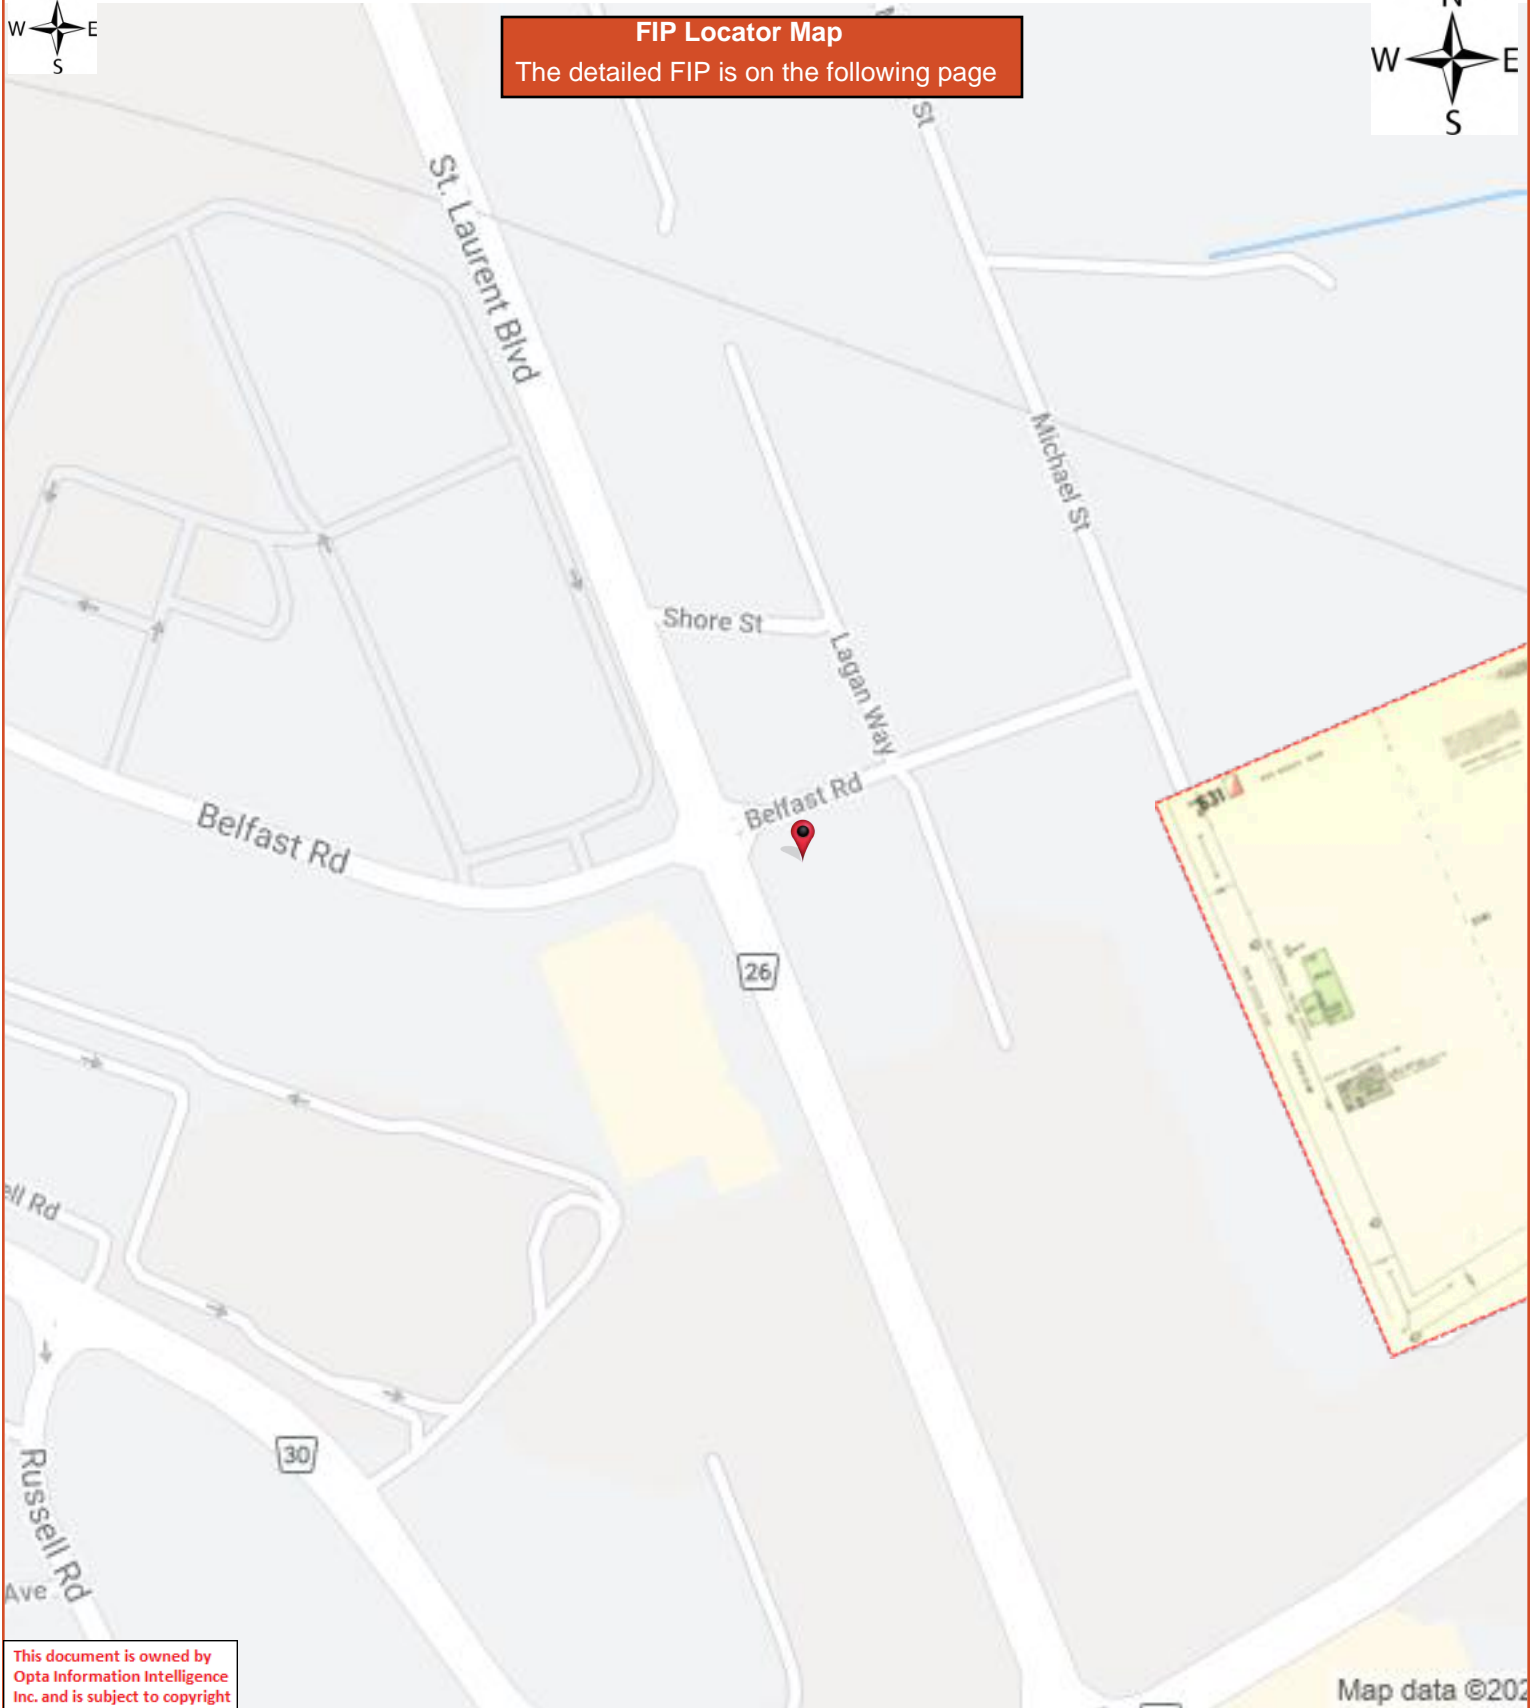 W E
S
FIP Locator Map
The detailed FIP is on the following page
N
W E
S
St
St. Laurent Blvd
Michael St
Shore St
Lagan Way
Belfast Rd
Belfast Rd
531
26
ell Rd
30
Russell Rd
Ave
This document is owned by
Opta Information Intelligence
Inc. and is subject to copyright
Map data ©202